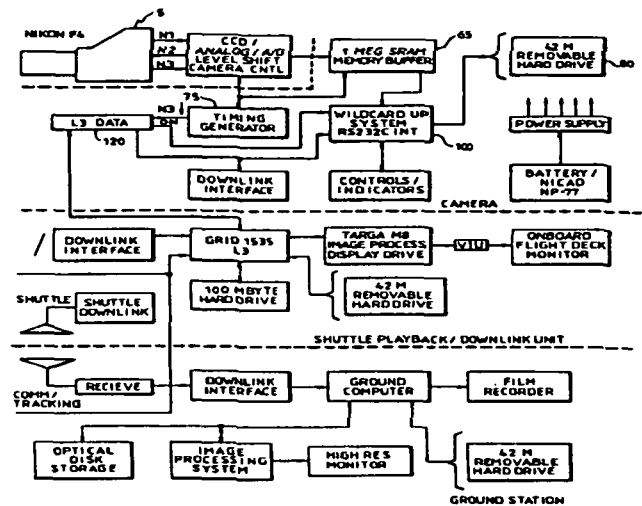 5
NIKON F4
N1
N2
N3
CCD/
ANALOG/A/D
LEVEL SHIFT
CAMERA CNTL
65
1 MEG SRAM
MEMORY BUFFER
42 M
REMOVABLE
HARD DRIVE
80
L3 DATA
120
N3
ON
75
TIMING
GENERATOR
WILDCARD UP
SYSTEM
RS232C INT
100
POWER SUPPLY
DOWNLINK
INTERFACE
CONTROLS/
INDICATORS
BATTERY/
NICAD
NP-77
CAMERA
DOWNLINK
INTERFACE
GRID 1535
L3
TARGA M8
IMAGE PROCESS
DISPLAY DRIVE
VIU
ONBOARD
FLIGHT DECK
MONITOR
100 MBYTE
HARD DRIVE
42 M
REMOVABLE
HARD DRIVE
SHUTTLE
SHUTTLE
DOWNLINK
SHUTTLE PLAYBACK/DOWNLINK UNIT
COMM/
TRACKING
RECIEVE
DOWNLINK
INTERFACE
GROUND
COMPUTER
FILM
RECORDER
OPTICAL
DISK
STORAGE
IMAGE
PROCESSING
SYSTEM
HIGH RES
MONITOR
42 M
REMOVABLE
HARD DRIVE
GROUND STATION